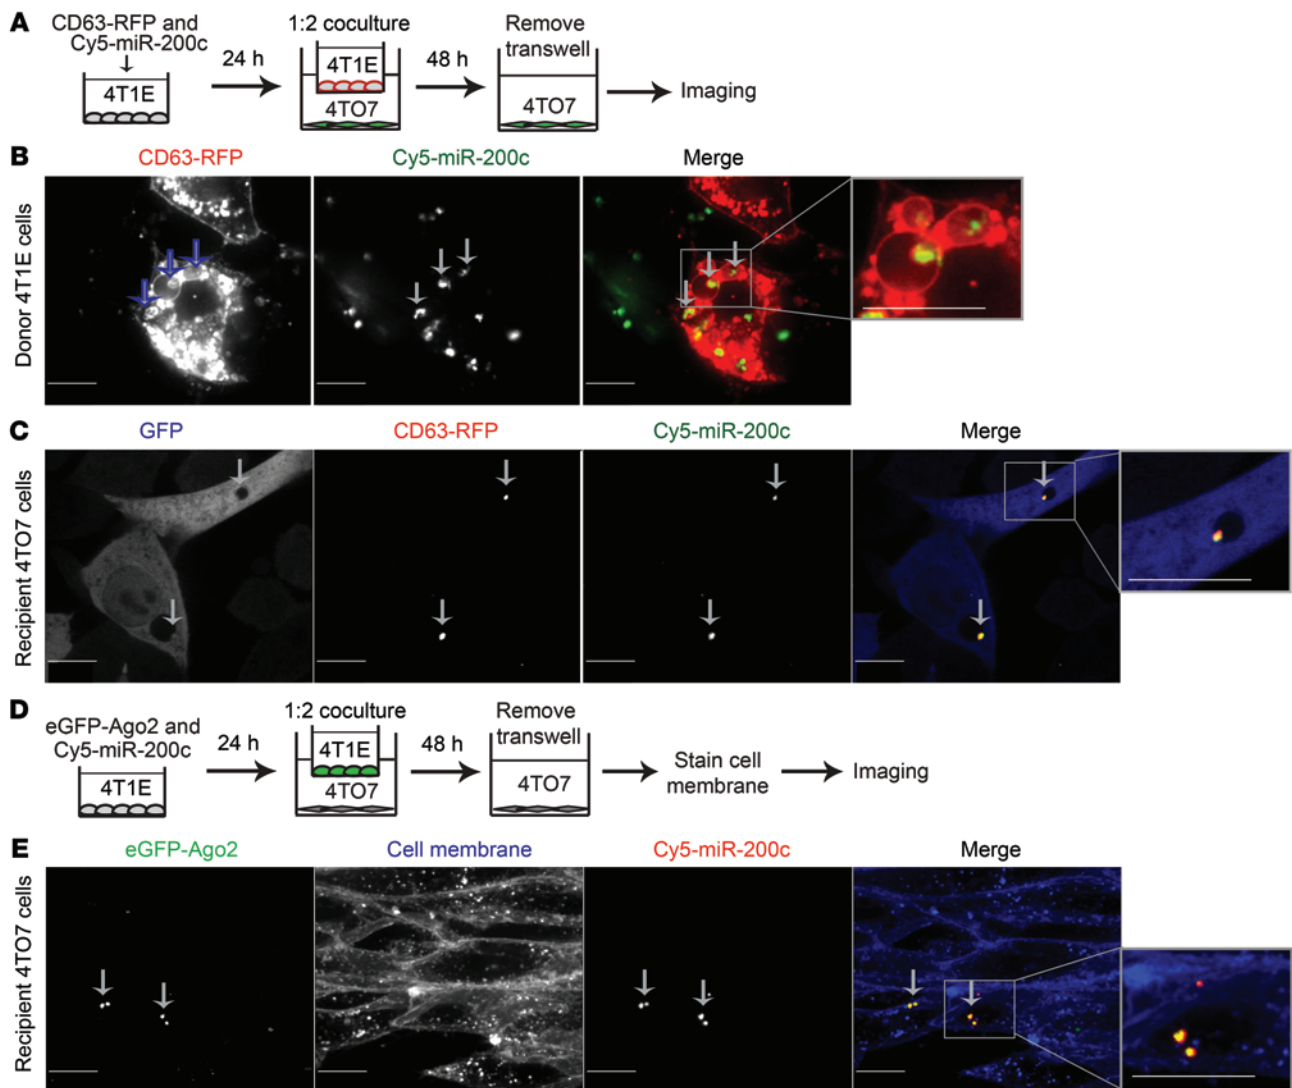 A
CD63-RFP and
Cy5-miR-200c
4T1E
24 h
1:2 coculture
4T1E
4TO7
48 h
Remove
transwell
4TO7
Imaging
B
CD63-RFP
Cy5-miR-200c
Merge
Donor 4T1E cells
C
GFP
CD63-RFP
Cy5-miR-200c
Merge
Recipient 4TO7 cells
D
eGFP-Ago2 and
Cy5-miR-200c
4T1E
24 h
1:2 coculture
4T1E
4TO7
48 h
Remove
transwell
4TO7
Stain cell
membrane
Imaging
E
eGFP-Ago2
Cell membrane
Cy5-miR-200c
Merge
Recipient 4TO7 cells